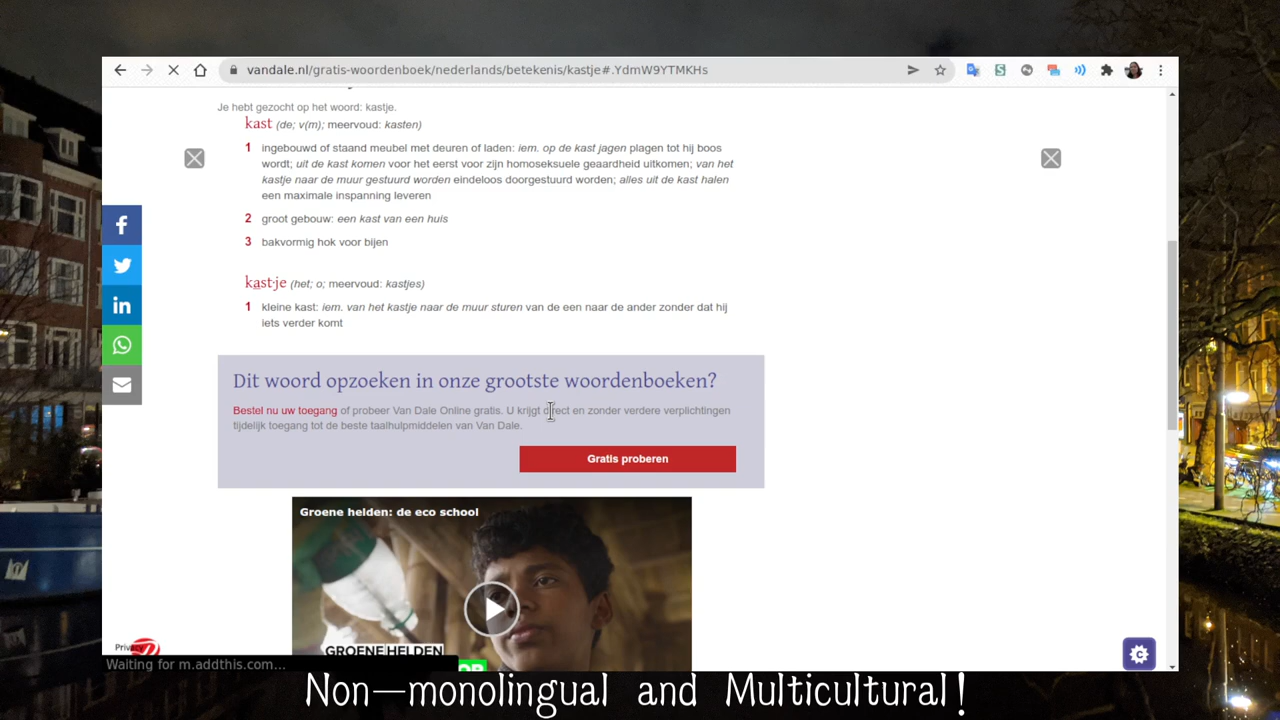 vandale.nl/gratis-woordenboek/nederlands/betekenis/kastje#.YdmW9YTMKHs
Je hebt gezocht op het woord: kastje.
kast (de; v(m); meervoud: kasten)
1 ingebouwd of staand meubel met deuren of laden: iem. op de kast jagen plagen tot hij boos
wordt; uit de kast komen voor het eerst voor zijn homoseksuele geaardheid uitkomen; van het
kastje naar de muur gestuurd worden eindeloos doorgestuurd worden; alles uit de kast halen
een maximale inspanning leveren
2 groot gebouw: een kast van een huis
3 bakvormig hok voor bijen
kast·je (het; o; meervoud: kastjes)
1 kleine kast: iem. van het kastje naar de muur sturen van de een naar de ander zonder dat hij
iets verder komt
Dit woord opzoeken in onze grootste woordenboeken?
Bestel nu uw toegang of probeer Van Dale Online gratis. U krijgt direct en zonder verdere verplichtingen
tijdelijk toegang tot de beste taalhulpmiddelen van Van Dale.
Gratis proberen
Groene helden: de eco school
GROENE HELDEN
Waiting for m.addthis.com...
Non-monolingual and Multicultural!